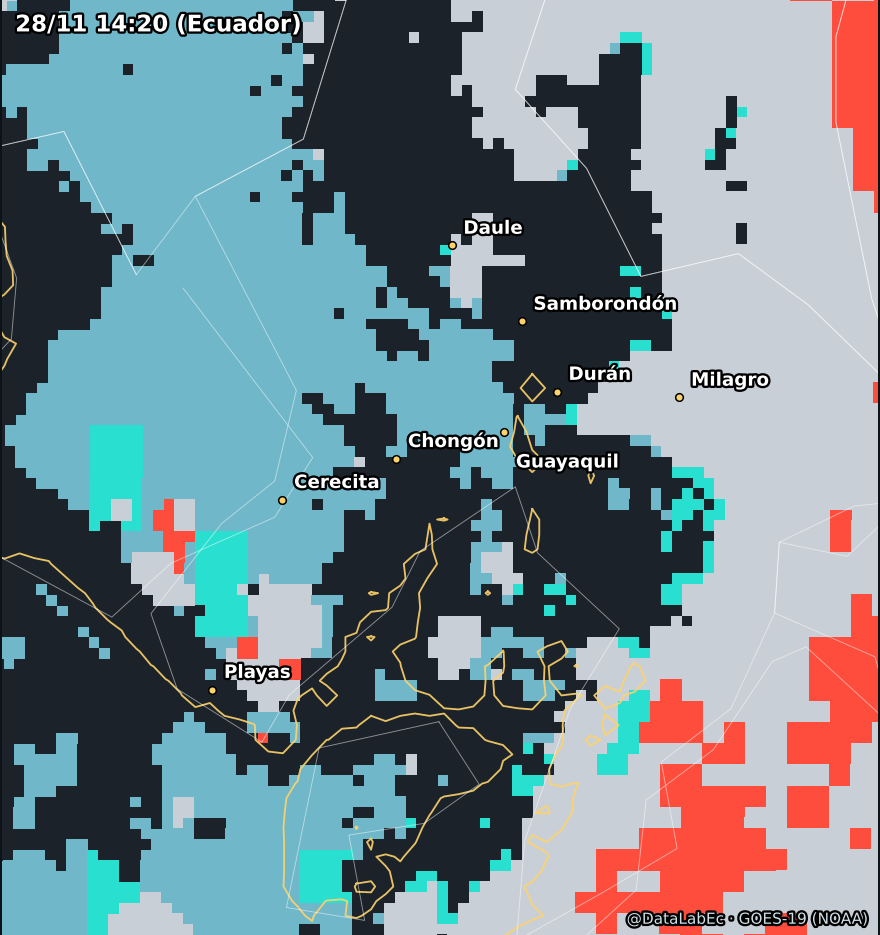 28/11 14:20 (Ecuador)
Daule
Samborondón
Durán
Milagro
Chongón
Guayaquil
Cerecita
Playas
@DataLabEc · GOES-19 (NOAA)